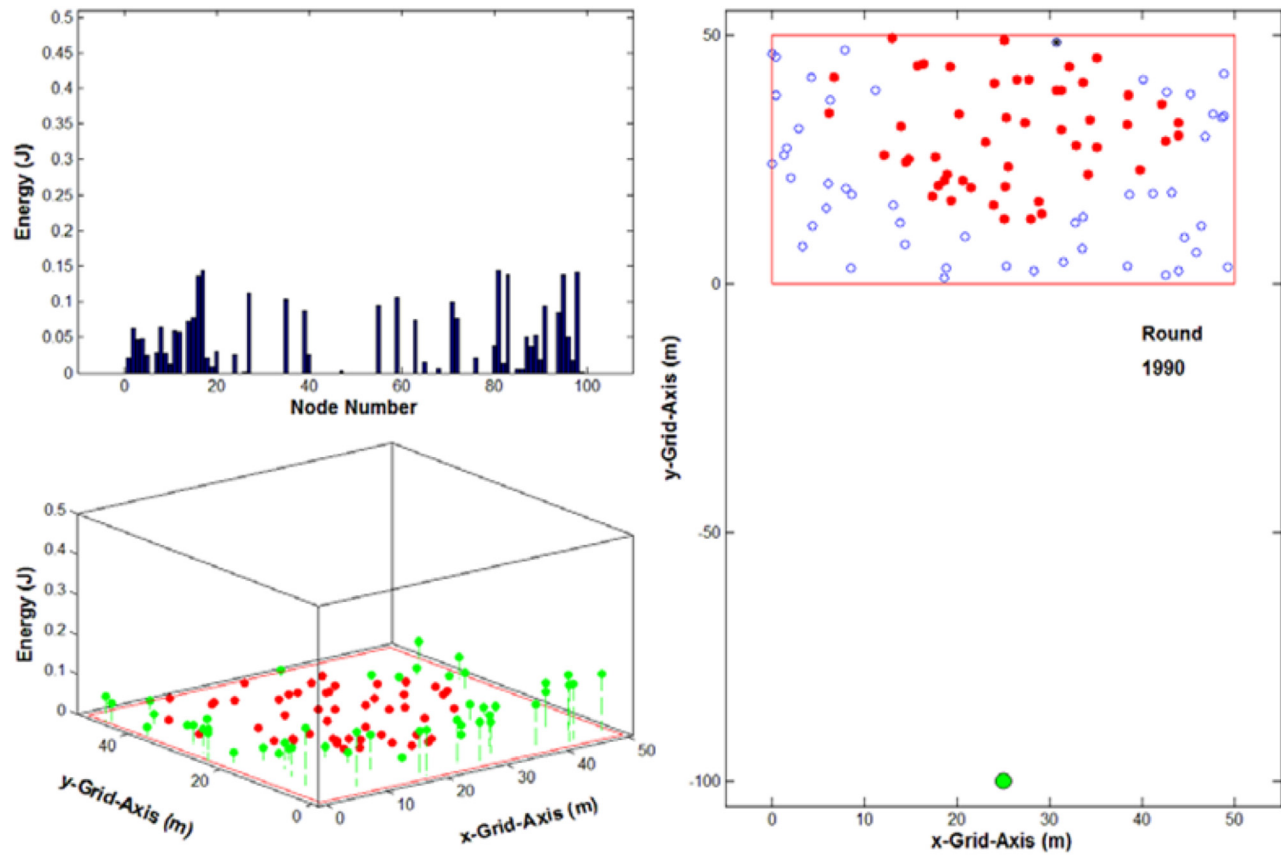 0.5
0.45
0.4
0.35
0.3
0.25
0.2
0.15
0.1
0.05
0
Energy (J)
0 20 40 60 80 100
Node Number
0.5
0.4
0.3
0.2
0.1
0
Energy (J)
40
20
0
y-Grid-Axis (m)
0 10 20 30 40 50
x-Grid-Axis (m)
50
0
-50
-100
y-Grid-Axis (m)
Round
1990
0 10 20 30 40 50
x-Grid-Axis (m)